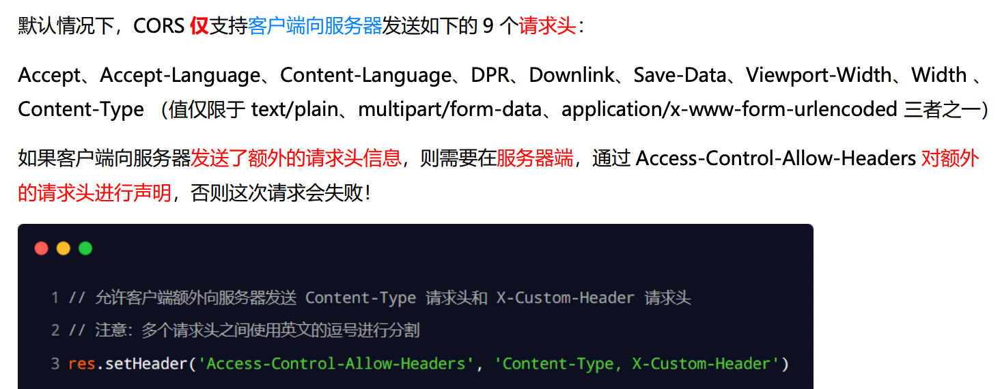 默认情况下，CORS 仅支持客户端向服务器发送如下的 9 个请求头：
Accept、Accept-Language、Content-Language、DPR、Downlink、Save-Data、Viewport-Width、Width 、
Content-Type （值仅限于 text/plain、multipart/form-data、application/x-www-form-urlencoded 三者之一）
如果客户端向服务器发送了额外的请求头信息，则需要在服务器端，通过 Access-Control-Allow-Headers 对额外
的请求头进行声明，否则这次请求会失败！
1 // 允许客户端额外向服务器发送 Content-Type 请求头和 X-Custom-Header 请求头
2 // 注意：多个请求头之间使用英文的逗号进行分割
3 res.setHeader('Access-Control-Allow-Headers', 'Content-Type, X-Custom-Header')